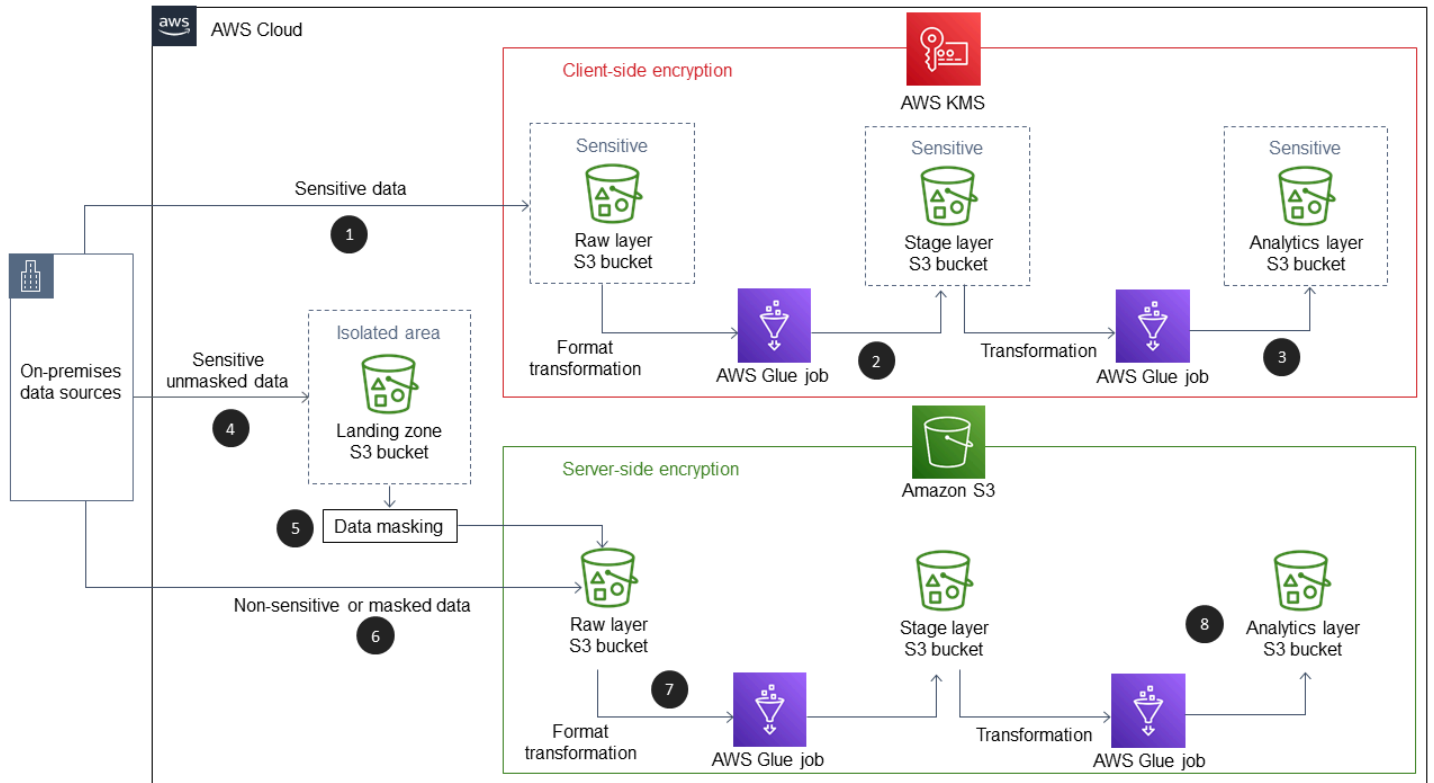 aws
AWS Cloud
Client-side encryption
AWS KMS
Sensitive
Sensitive
Sensitive
Sensitive data
1
Raw layer
S3 bucket
Stage layer
S3 bucket
Analytics layer
S3 bucket
Isolated area
Format
transformation
2
Transformation
3
AWS Glue job
AWS Glue job
On-premises
data sources
Sensitive
unmasked data
4
Landing zone
S3 bucket
Server-side encryption
Amazon S3
5
Data masking
Non-sensitive or masked data
6
Raw layer
S3 bucket
Stage layer
S3 bucket
8
Analytics layer
S3 bucket
7
Format
transformation
Transformation
AWS Glue job
AWS Glue job